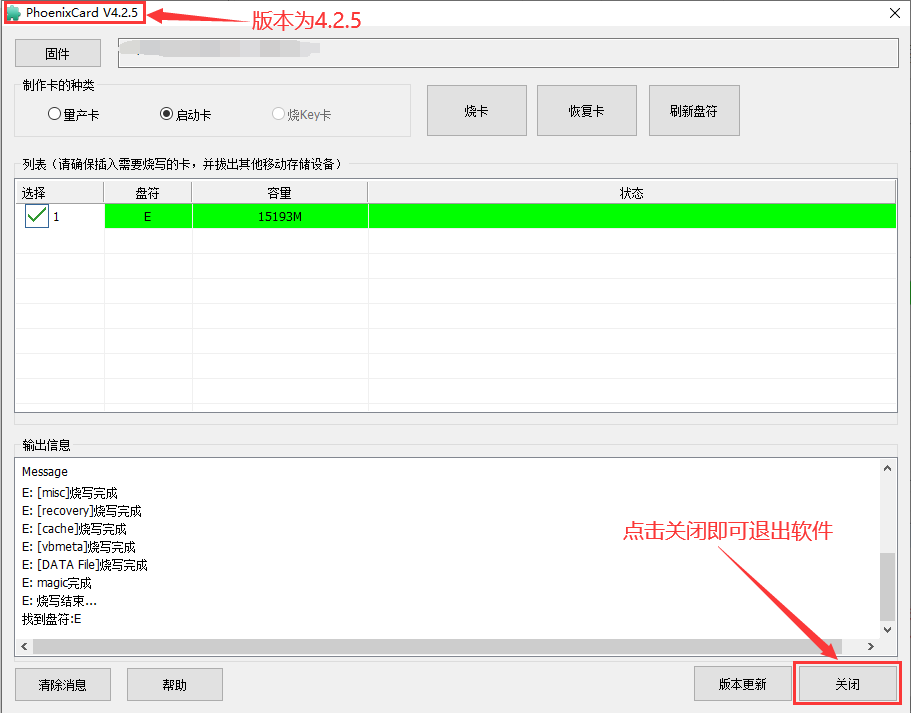 PhoenixCard V4.2.5
版本为4.2.5
固件
制作卡的种类
量产卡 启动卡 烧Key卡
烧卡 恢复卡 刷新盘符
列表（请确保插入需要烧写的卡，并拔出其他移动存储设备）
选择 盘符 容量 状态
1 E 15193M
输出信息
Message
E: [misc]烧写完成
E: [recovery]烧写完成
E: [cache]烧写完成
E: [vbmeta]烧写完成
E: [DATA File]烧写完成
E: magic完成
E: 烧写结束...
找到盘符:E
点击关闭即可退出软件
清除消息 帮助 版本更新 关闭